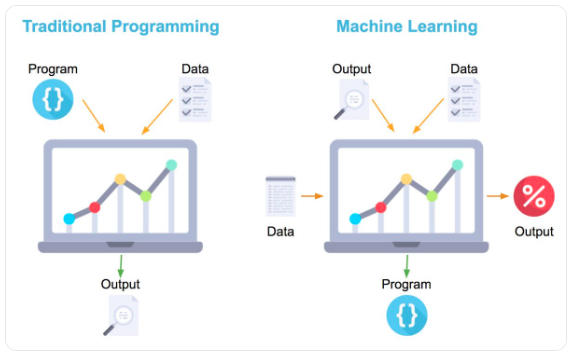 Traditional Programming
Program
Data
Output
Machine Learning
Output
Data
Data
Output
Program